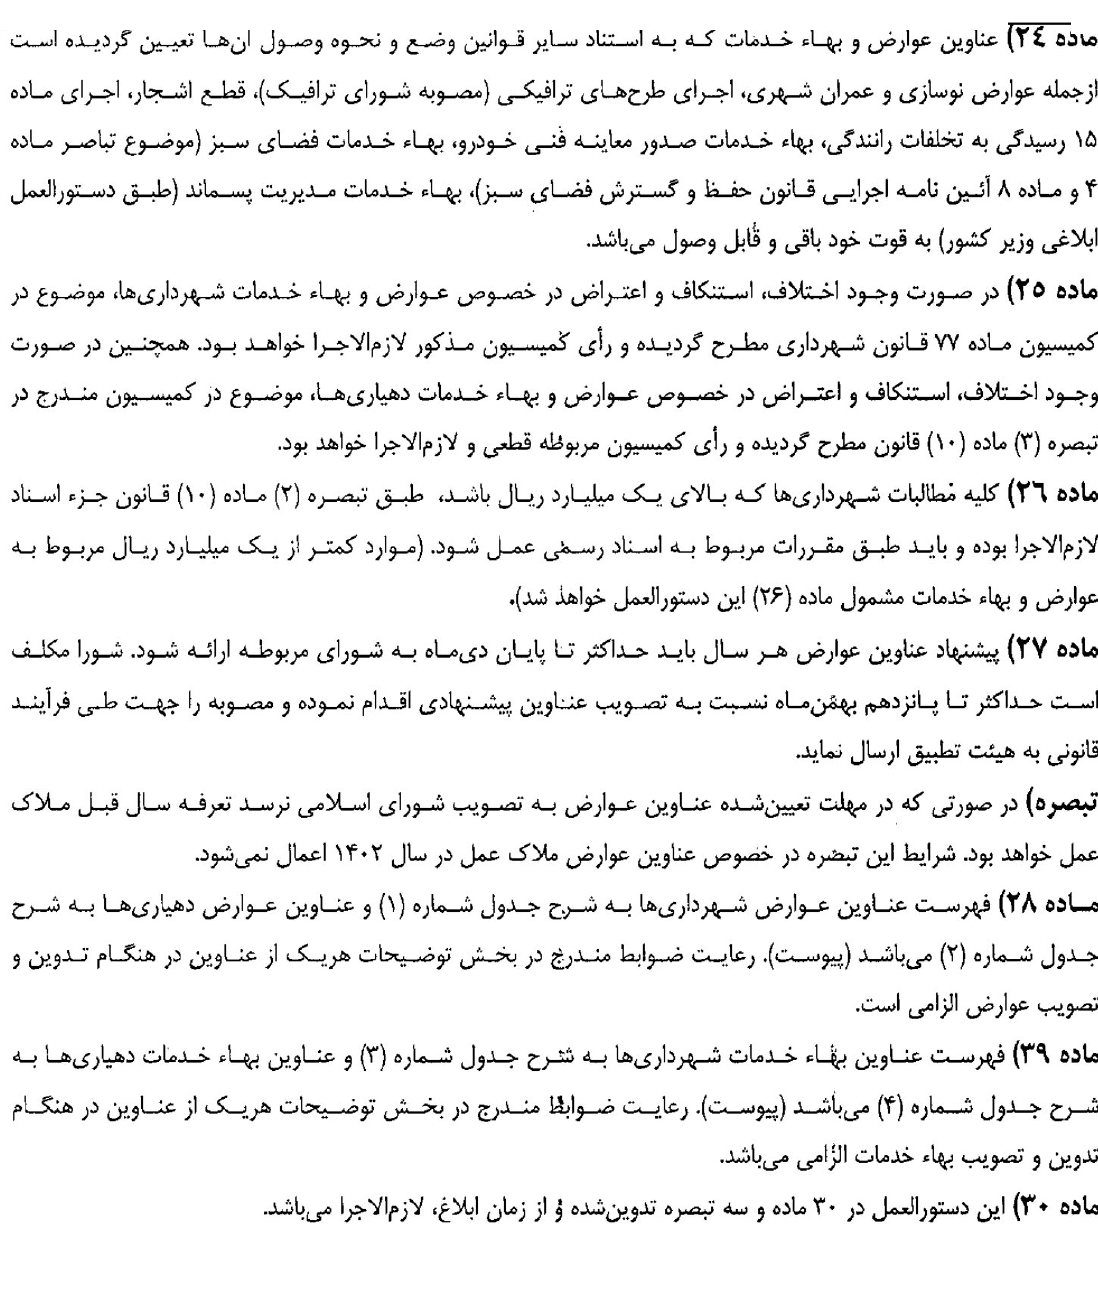 ماده ۲۴) عناوین عوارض و بهاء خدمات که به استناد سایر قوانین وضع و نحوه وصول ان‌ها تعیین گردیده است
ازجمله عوارض نوسازی و عمران شهری، اجرای طرح‌های ترافیکی (مصوبه شورای ترافیک)، قطع اشجار، اجرای ماده
۱۵ رسیدگی به تخلفات رانندگی، بهاء خدمات صدور معاینه فنی خودرو، بهاء خدمات فضای سبز (موضوع تباصر ماده
۴ و ماده ۸ آئین نامه اجرایی قانون حفظ و گسترش فضای سبز)، بهاء خدمات مدیریت پسماند (طبق دستورالعمل
ابلاغی وزیر کشور) به قوت خود باقی و قابل وصول می‌باشد.
ماده ۲۵) در صورت وجود اختلاف، استنکاف و اعتراض در خصوص عوارض و بهاء خدمات شهرداری‌ها، موضوع در
کمیسیون ماده ۷۷ قانون شهرداری مطرح گردیده و رأی کمیسیون مذکور لازم‌الاجرا خواهد بود. همچنین در صورت
وجود اختلاف، استنکاف و اعتراض در خصوص عوارض و بهاء خدمات دهیاری‌ها، موضوع در کمیسیون مندرج در
تبصره (۳) ماده (۱۰) قانون مطرح گردیده و رأی کمیسیون مربوطه قطعی و لازم‌الاجرا خواهد بود.
ماده ۲۶) کلیه مطالبات شهرداری‌ها که بالای یک میلیارد ریال باشد، طبق تبصره (۲) ماده (۱۰) قانون جزء اسناد
لازم‌الاجرا بوده و باید طبق مقررات مربوط به اسناد رسمی عمل شود. (موارد کمتر از یک میلیارد ریال مربوط به
عوارض و بهاء خدمات مشمول ماده (۲۶) این دستورالعمل خواهد شد).
ماده ۲۷) پیشنهاد عناوین عوارض هر سال باید حداکثر تا پایان دی‌ماه به شورای مربوطه ارائه شود. شورا مکلف
است حداکثر تا پانزدهم بهمن‌ماه نسبت به تصویب عناوین پیشنهادی اقدام نموده و مصوبه را جهت طی فرآیند
قانونی به هیئت تطبیق ارسال نماید.
تبصره) در صورتی که در مهلت تعیین‌شده عناوین عوارض به تصویب شورای اسلامی نرسد تعرفه سال قبل ملاک
عمل خواهد بود. شرایط این تبصره در خصوص عناوین عوارض ملاک عمل در سال ۱۴۰۲ اعمال نمی‌شود.
ماده ۲۸) فهرست عناوین عوارض شهرداری‌ها به شرح جدول شماره (۱) و عناوین عوارض دهیاری‌ها به شرح
جدول شماره (۲) می‌باشد (پیوست). رعایت ضوابط مندرج در بخش توضیحات هریک از عناوین در هنگام تدوین و
تصویب عوارض الزامی است.
ماده ۳۹) فهرست عناوین بهاء خدمات شهرداری‌ها به شرح جدول شماره (۳) و عناوین بهاء خدمات دهیاری‌ها به
شرح جدول شماره (۴) می‌باشد (پیوست). رعایت ضوابط مندرج در بخش توضیحات هریک از عناوین در هنگام
تدوین و تصویب بهاء خدمات الزامی می‌باشد.
ماده ۳۰) این دستورالعمل در ۳۰ ماده و سه تبصره تدوین‌شده و از زمان ابلاغ، لازم‌الاجرا می‌باشد.